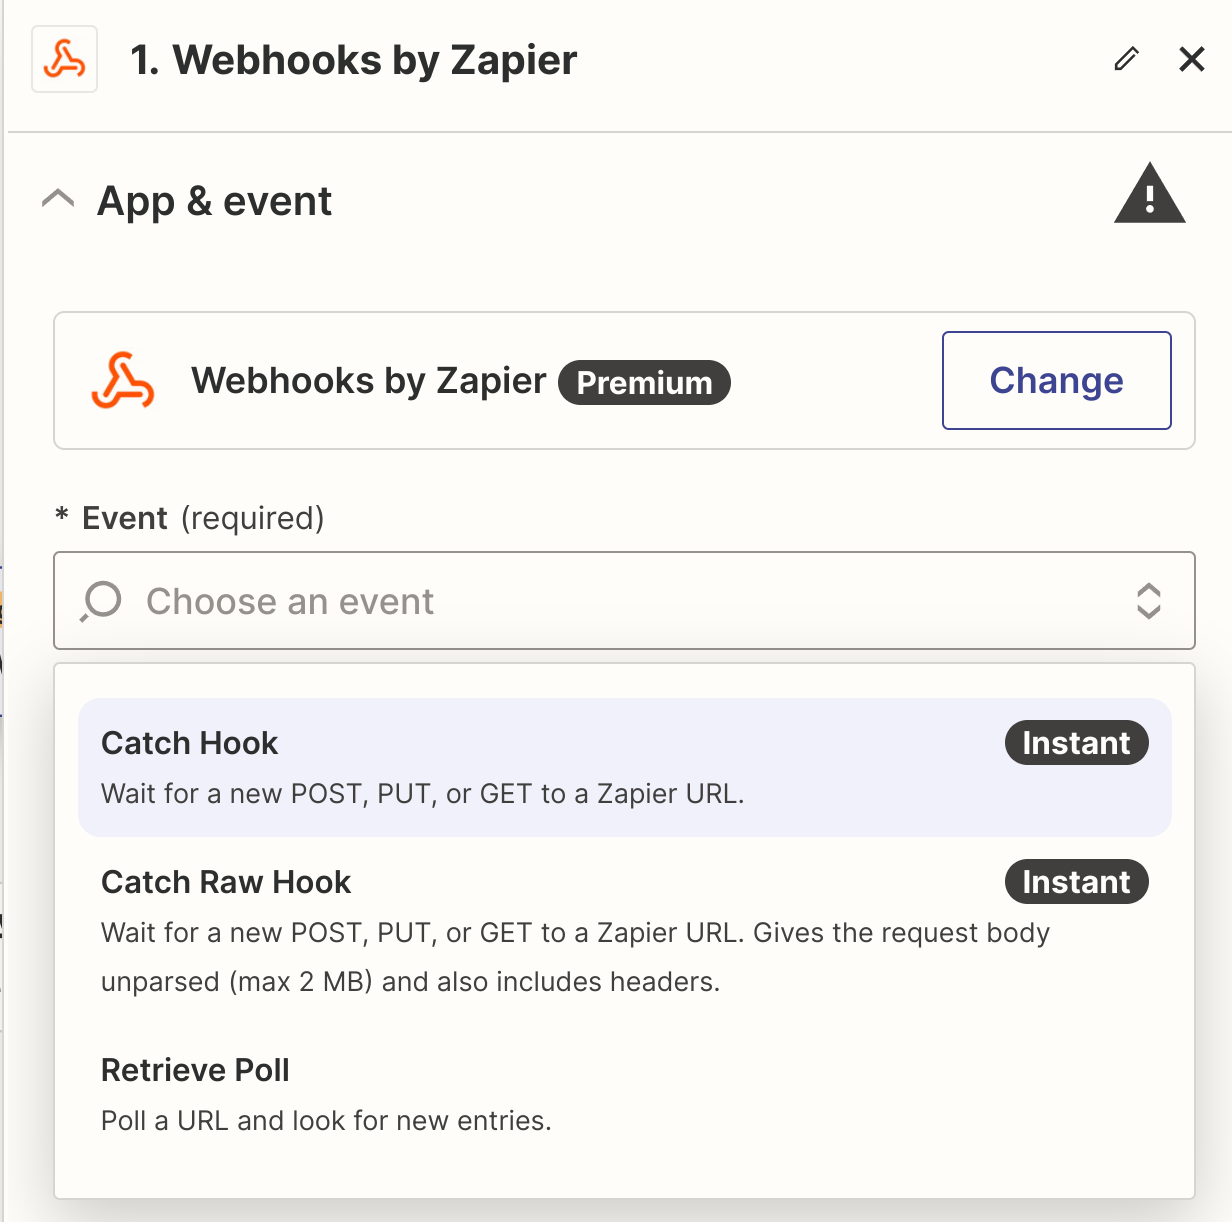 1. Webhooks by Zapier
App & event
Webhooks by Zapier Premium
Change
* Event (required)
Choose an event
Catch Hook
Instant
Wait for a new POST, PUT, or GET to a Zapier URL.
Catch Raw Hook
Instant
Wait for a new POST, PUT, or GET to a Zapier URL. Gives the request body
unparsed (max 2 MB) and also includes headers.
Retrieve Poll
Poll a URL and look for new entries.